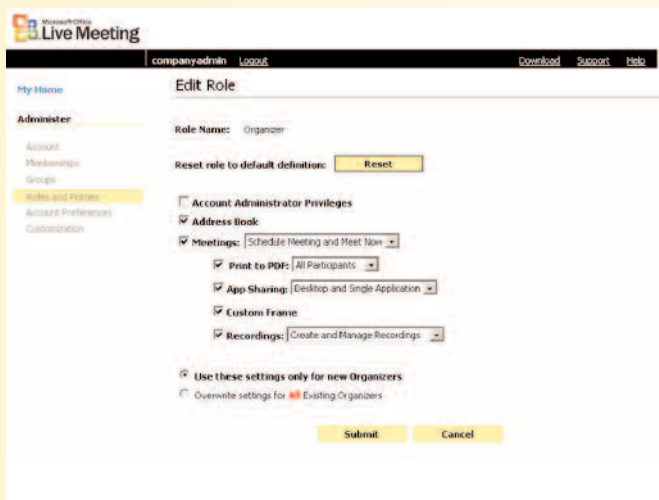 Microsoft Office
Live Meeting
companyadmin Logout Download Support Help
My Home
Edit Role
Administer
Role Name: Organizer
Account
Reset role to default definition: Reset
Memberships
Groups
Roles and Policies
Account Administrator Privileges
Account Preferences
Address Book
Customization
Meetings: Schedule Meeting and Meet Now
Print to PDF: All Participants
App Sharing: Desktop and Single Application
Custom Frame
Recordings: Create and Manage Recordings
Use these settings only for new Organizers
Overwrite settings for all Existing Organizers
Submit Cancel